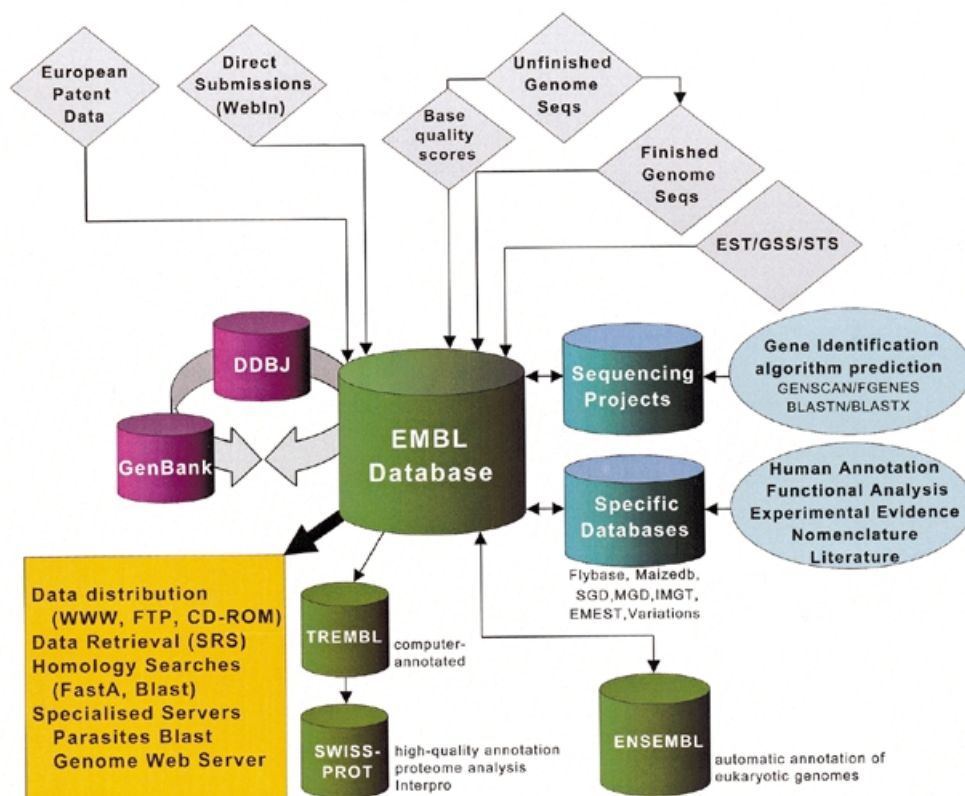 European
Patent
Data
Direct
Submissions
(WebIn)
Unfinished
Genome
Seqs
Base
quality
scores
Finished
Genome
Seqs
EST/GSS/STS
DDBJ
GenBank
EMBL
Database
Sequencing
Projects
Gene Identification
algorithm prediction
GENSCAN/FGENES
BLASTN/BLASTX
Specific
Databases
Flybase, Maizedb,
SGD,MGD,IMGT,
EMEST,Variations
Human Annotation
Functional Analysis
Experimental Evidence
Nomenclature
Literature
Data distribution
(WWW, FTP, CD-ROM)
Data Retrieval (SRS)
Homology Searches
(FastA, Blast)
Specialised Servers
Parasites Blast
Genome Web Server
TREMBL
computer-
annotated
SWISS-
PROT
high-quality annotation
proteome analysis
Interpro
ENSEMBL
automatic annotation of
eukaryotic genomes